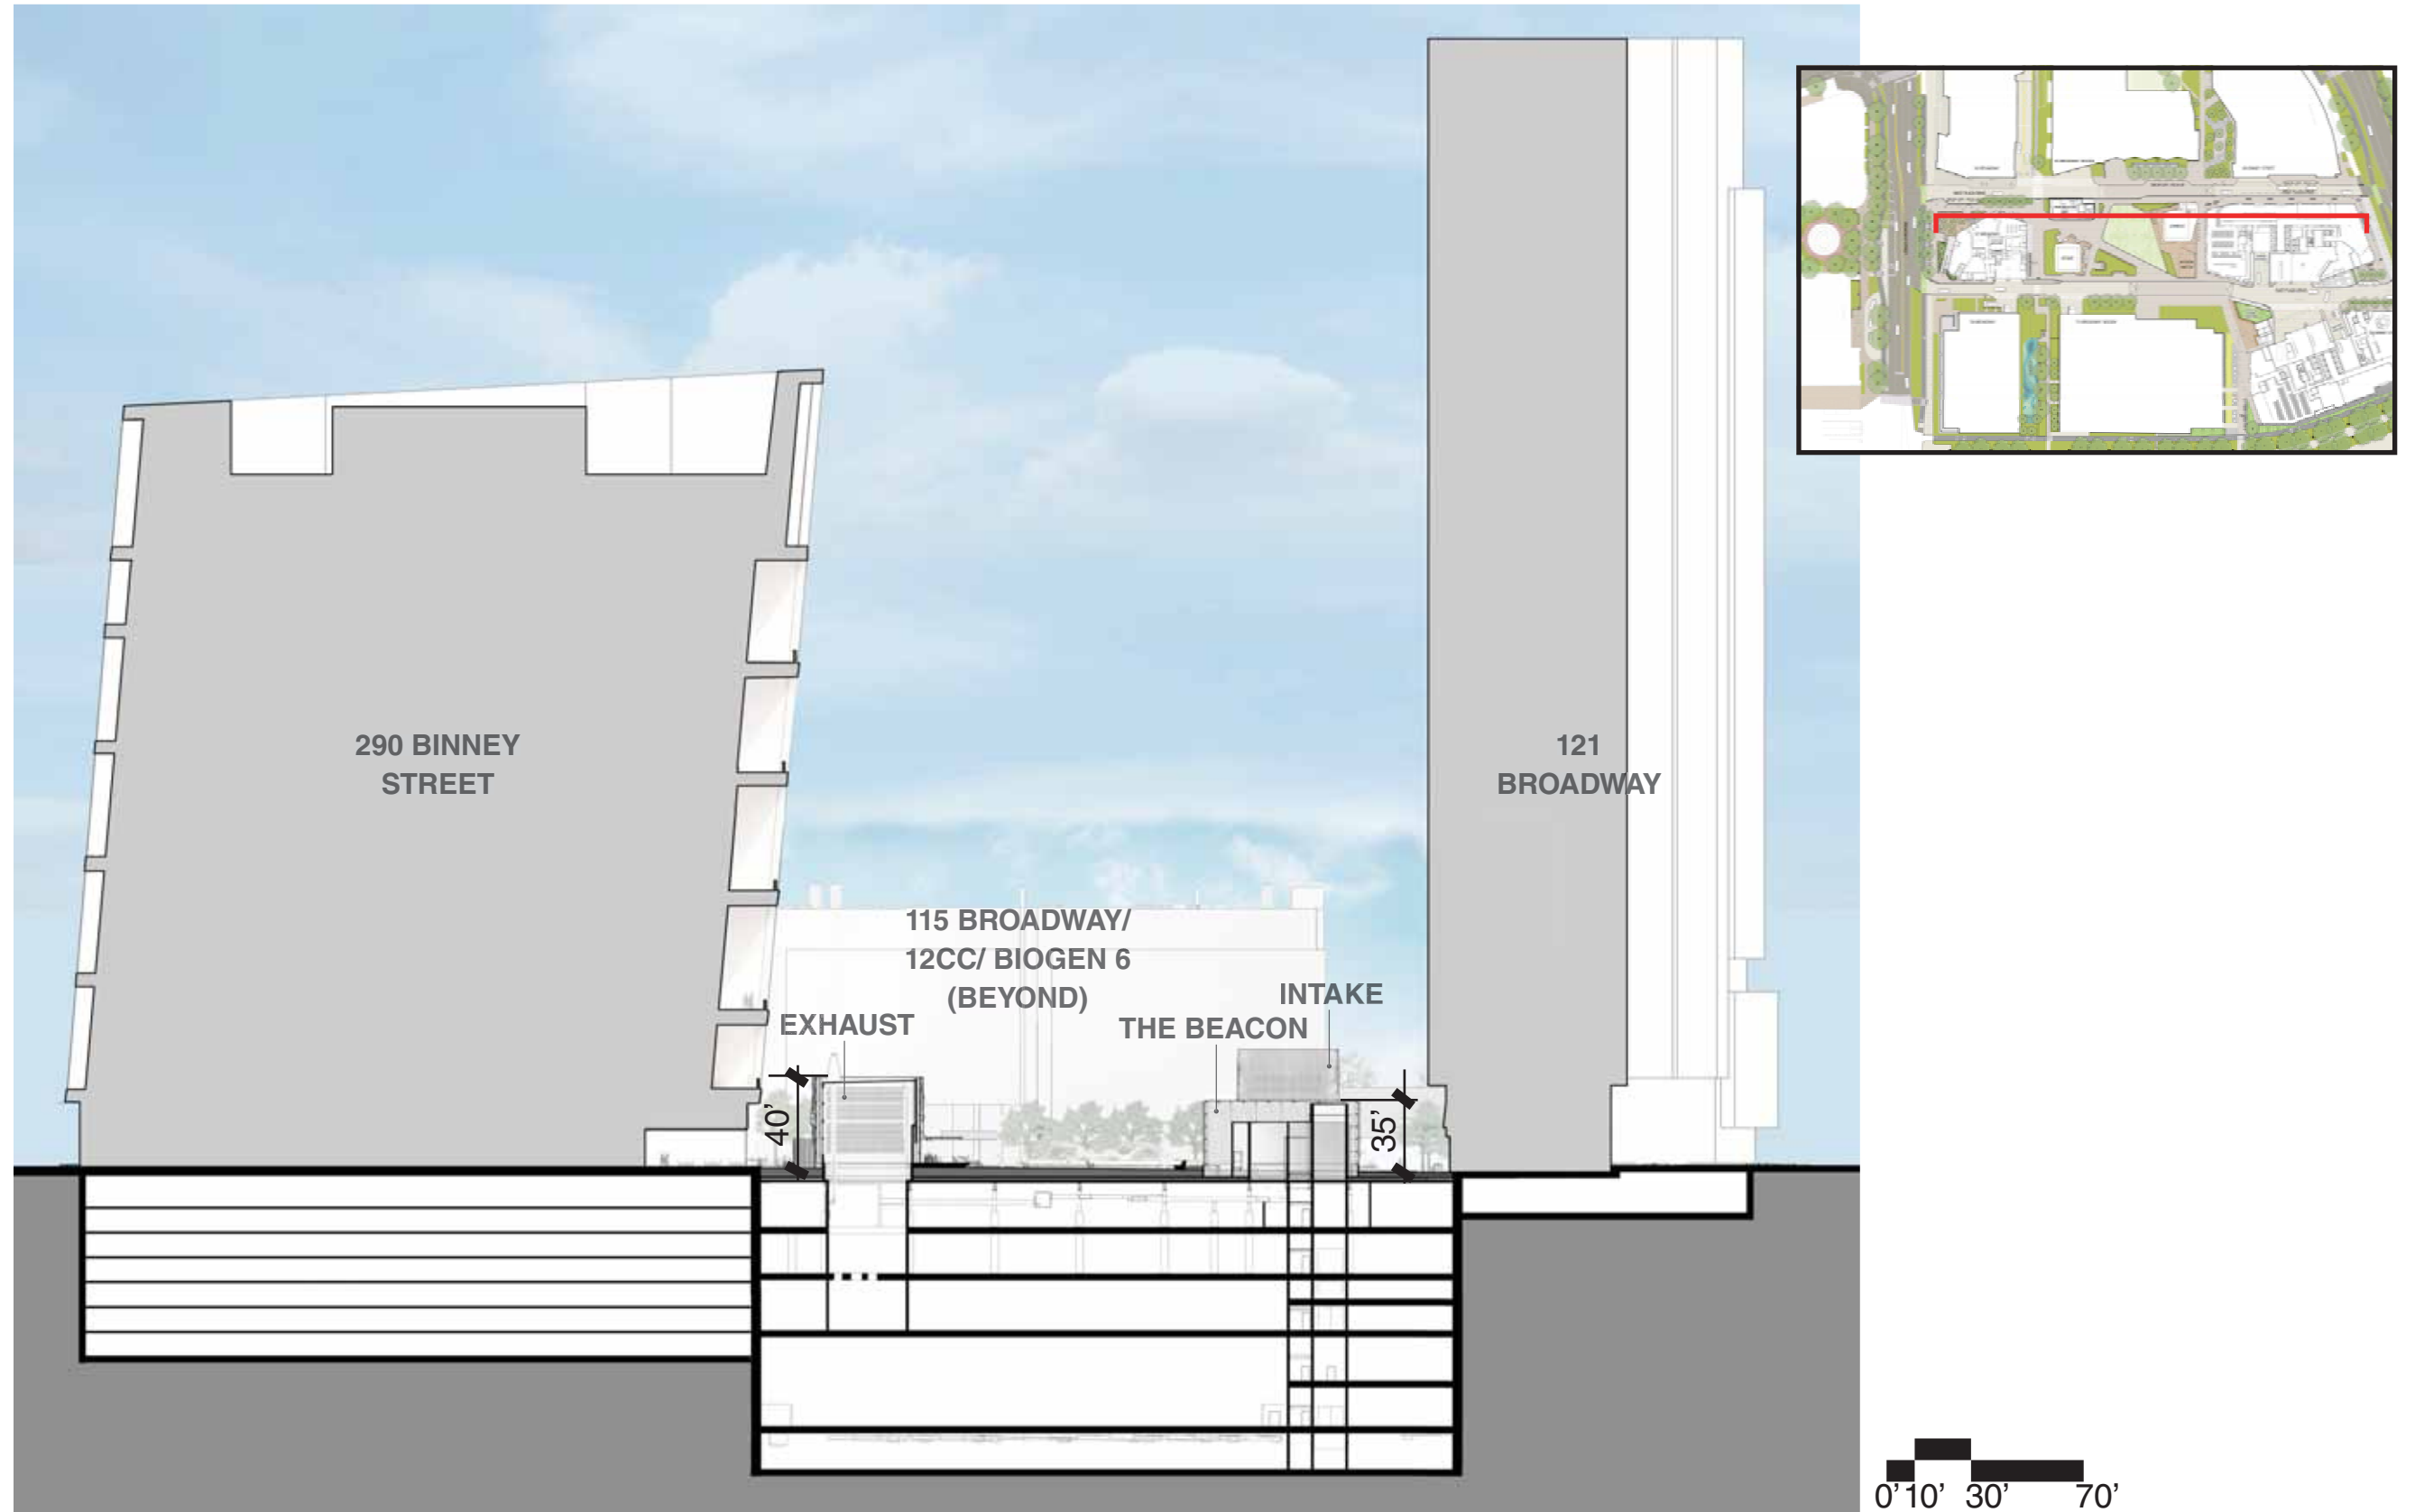 290 BINNEY
STREET
121
BROADWAY
115 BROADWAY/
12CC/ BIOGEN 6
(BEYOND)
INTAKE
EXHAUST
THE BEACON
40’
35’
0’ 10’ 30’ 70’